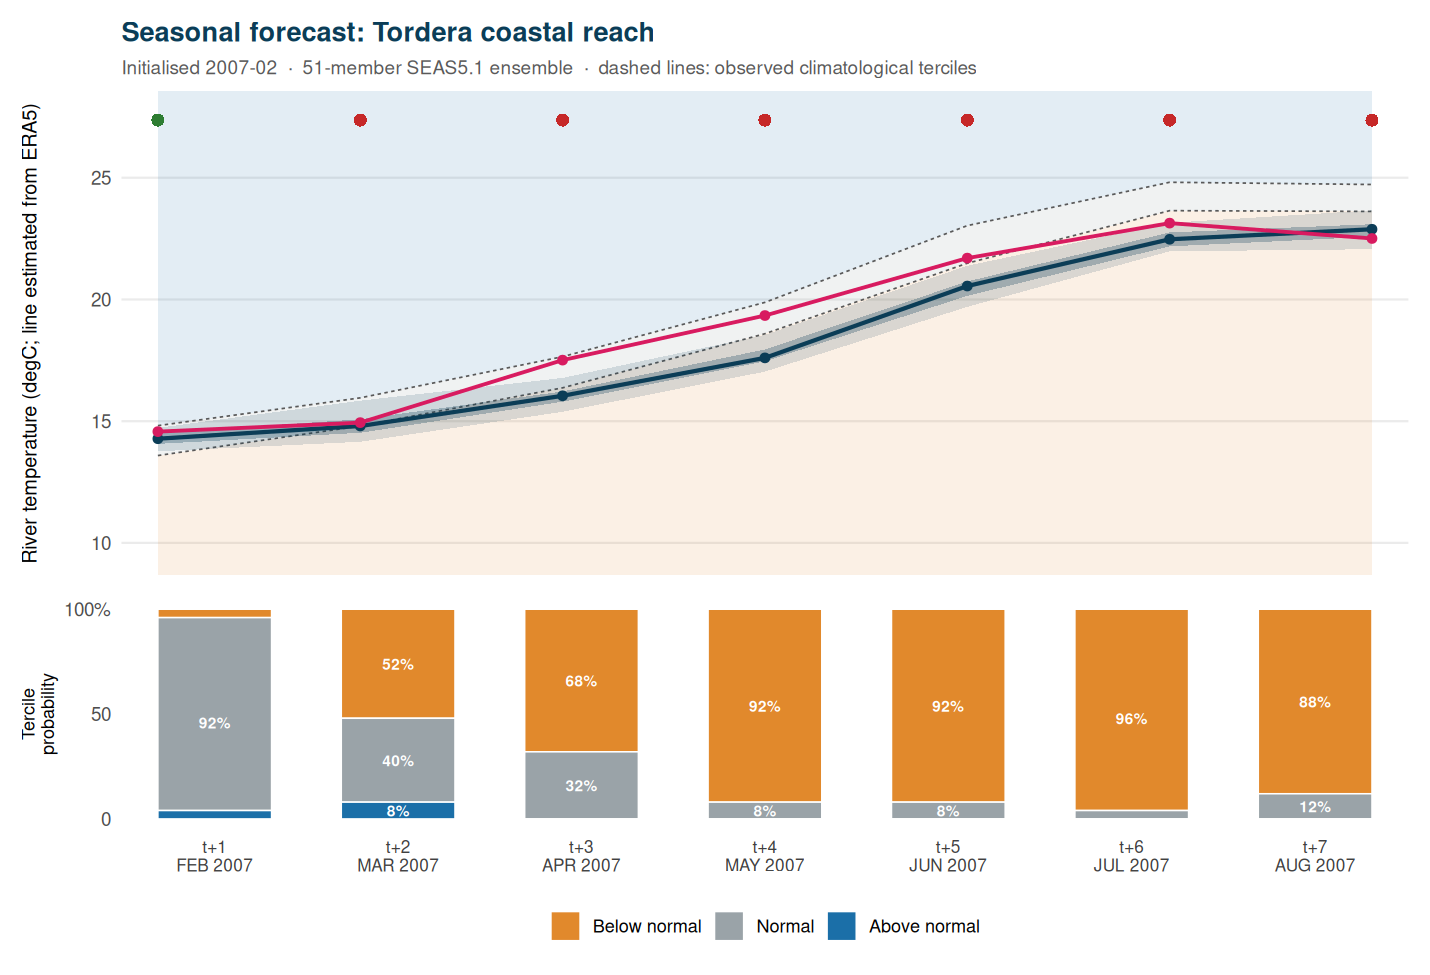 Seasonal forecast: Tordera coastal reach
Initialised 2007-02 · 51-member SEAS5.1 ensemble · dashed lines: observed climatological terciles
River temperature (degC; line estimated from ERA5)
25
20
15
10
Tercile
probability
100%
50
0
92%
52%
40%
8%
68%
32%
92%
8%
92%
8%
96%
88%
12%
t+1
FEB 2007
t+2
MAR 2007
t+3
APR 2007
t+4
MAY 2007
t+5
JUN 2007
t+6
JUL 2007
t+7
AUG 2007
Below normal
Normal
Above normal